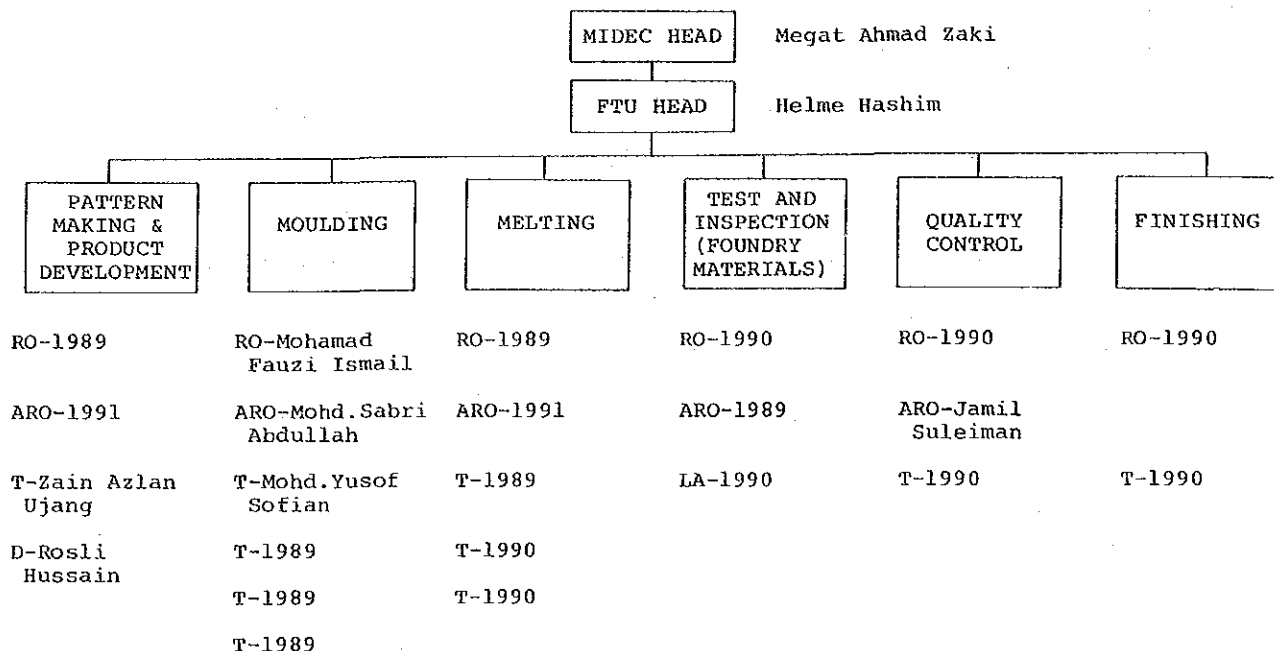 MIDEC HEAD Megat Ahmad Zaki
FTU HEAD Helme Hashim
PATTERN
MAKING &
PRODUCT
DEVELOPMENT
MOULDING
MELTING
TEST AND
INSPECTION
(FOUNDRY
MATERIALS)
QUALITY
CONTROL
FINISHING
RO-1989
ARO-1991
T-Zain Azlan
Ujang
D-Rosli
Hussain
RO-Mohamad
Fauzi Ismail
ARO-Mohd.Sabri
Abdullah
T-Mohd.Yusof
Sofian
T-1989
T-1989
T-1989
RO-1989
ARO-1991
T-1989
T-1990
T-1990
RO-1990
ARO-1989
LA-1990
RO-1990
ARO-Jamil
Suleiman
T-1990
RO-1990
T-1990